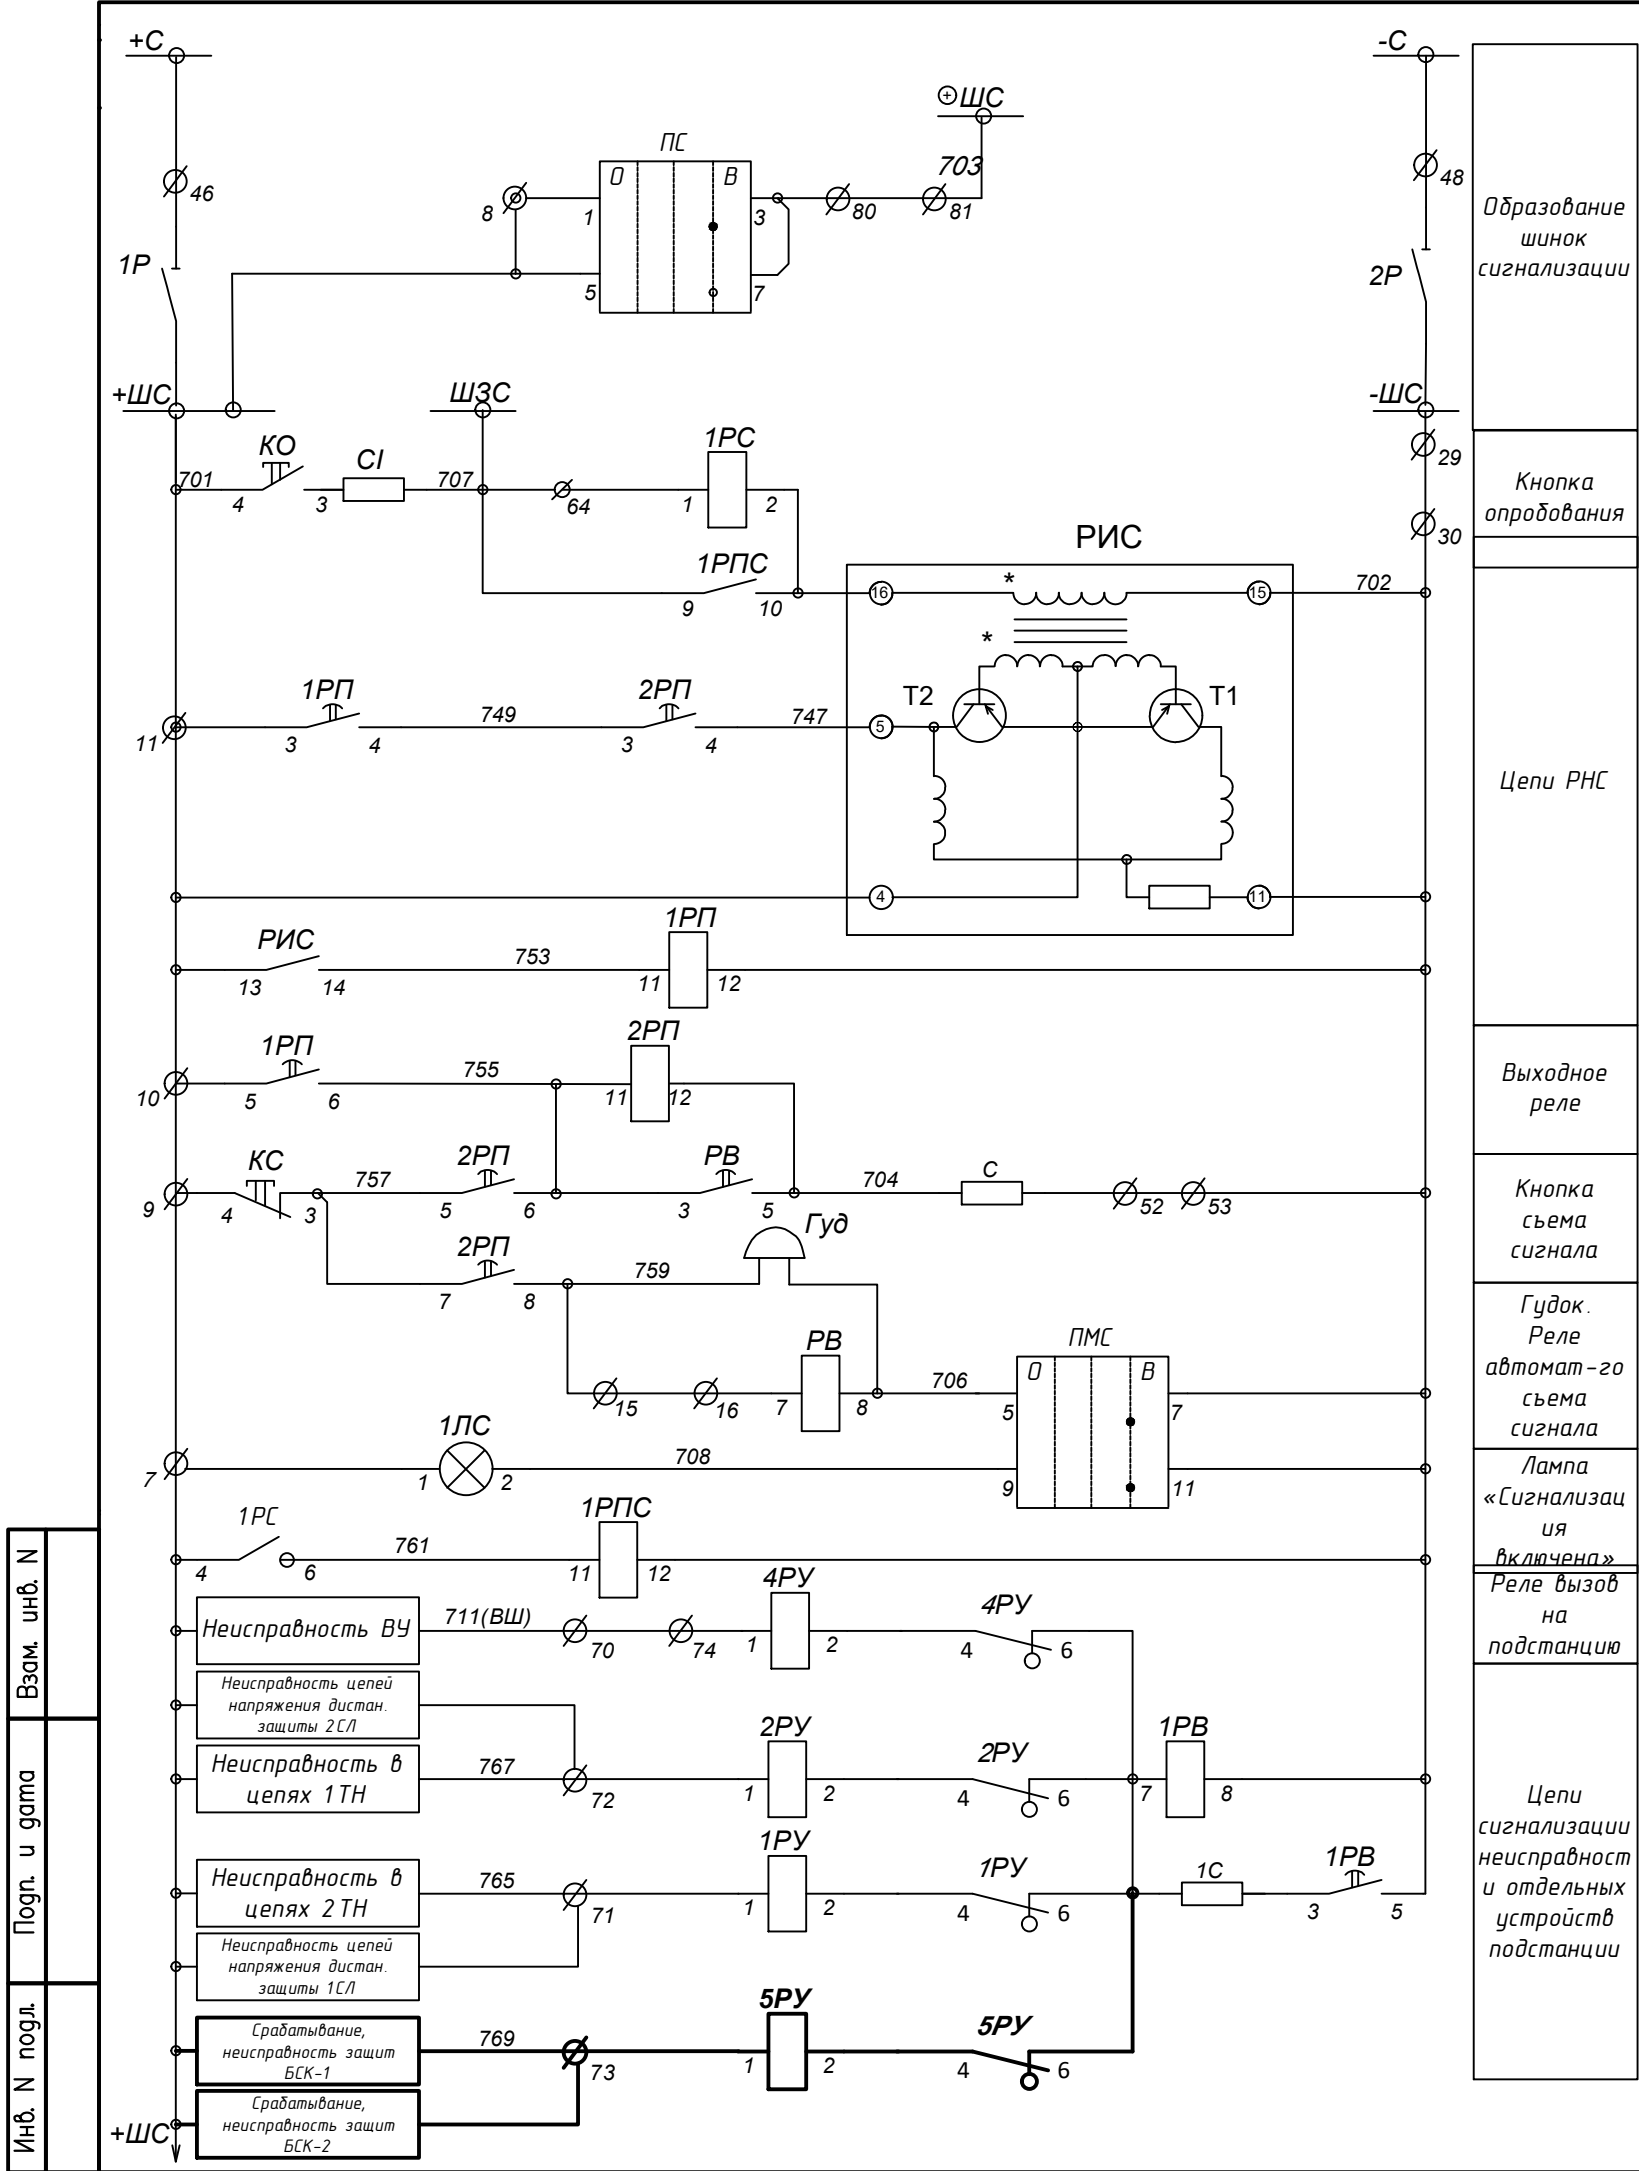 +С
-С
+ ШС
ПС
О
В
703
46
8
1
3
80
81
48
Образование
шинок
сигнализации
1Р
5
7
2Р
+ШС
ШЗС
-ШС
КО
СI
1РС
29
701
707
4
3
64
1
2
Кнопка
опробования
30
РИС
1РПС
*
16
15
702
9
10
*
Т2
Т1
1РП
2РП
11
749
747
5
3
4
3
4
Цепи РНС
4
11
1РП
РИС
753
13
14
11
12
2РП
1РП
755
10
5
6
11
12
Выходное
реле
КС
757
2РП
РВ
704
С
9
4
3
5
6
3
5
52
53
Кнопка
съема
сигнала
Гуд
2РП
759
7
8
Гудок.
Реле
автомат-го
съема
сигнала
РВ
ПМС
О
В
15
16
7
8
706
5
7
1ЛС
708
7
1
2
9
11
Лампа
«Сигнализац
ия
включена»
1РС
761
1РПС
4
6
11
12
Реле вызов
на
подстанцию
4РУ
4РУ
Неисправность ВУ
711(ВШ)
70
74
1
2
4
6
Неисправность цепей
напряжения дистан.
защиты 2СЛ
2РУ
2РУ
1РВ
Неисправность в
цепях 1ТН
767
72
1
2
4
6
7
8
Цепи
сигнализации
неисправност
и отдельных
устройств
подстанции
1РУ
1РУ
1С
1РВ
Неисправность в
цепях 2ТН
765
71
1
2
4
6
3
5
Неисправность цепей
напряжения дистан.
защиты 1СЛ
5РУ
5РУ
Срабатывание,
неисправность защит
БСК-1
769
73
1
2
4
6
Срабатывание,
неисправность защит
БСК-2
+ШС
Взам. инв. N
Подп. и дата
Инв. N подл.